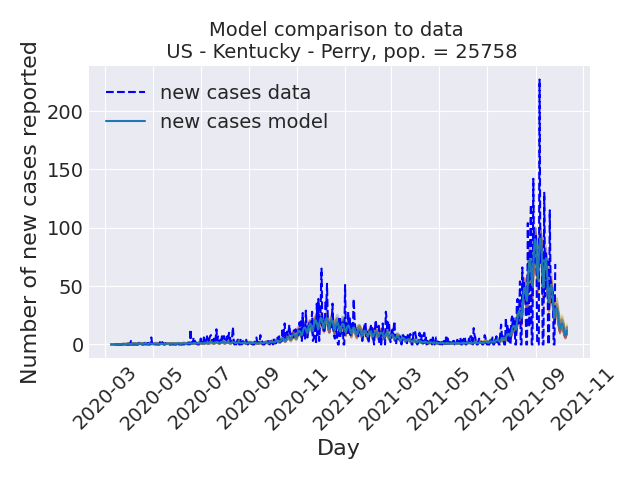 Model comparison to data
US - Kentucky - Perry, pop. = 25758
new cases data
new cases model
Number of new cases reported
200
150
100
50
0
2020-03
2020-05
2020-07
2020-09
2020-11
2021-01
2021-03
2021-05
2021-07
2021-09
2021-11
Day